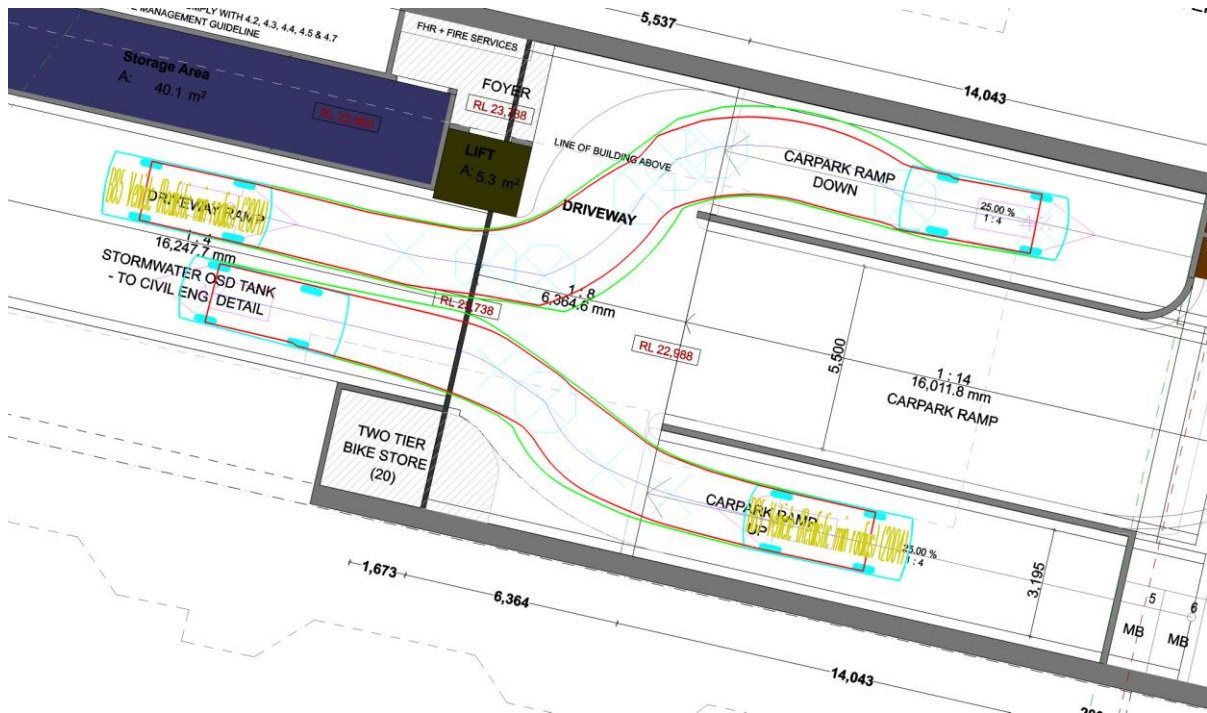 MPLY WITH 4.2, 4.3, 4.4, 4.5 & 4.7
MANAGEMENT GUIDELINE
FHR + FIRE SERVICES
FOYER
RL 23,738
5,537
14,043
Storage Area
A: 40.1 m²
LIFT
A: 5.3 m²
LINE OF BUILDING ABOVE
DRIVEWAY
CARPARK RAMP
DOWN
25.00 %
1 : 4
DRIVEWAY RAMP
1 : 4
16,247.7 mm
STORMWATER OSD TANK
- TO CIVIL ENG. DETAIL
1 : 8
6,364.6 mm
RL 22,988
5,500
1 : 14
16,011.8 mm
CARPARK RAMP
TWO TIER
BIKE STORE
(20)
CARPARK RAMP
UP
25.00 %
1 : 4
3,195
1,673
6,364
14,043
5
6
MB
MB